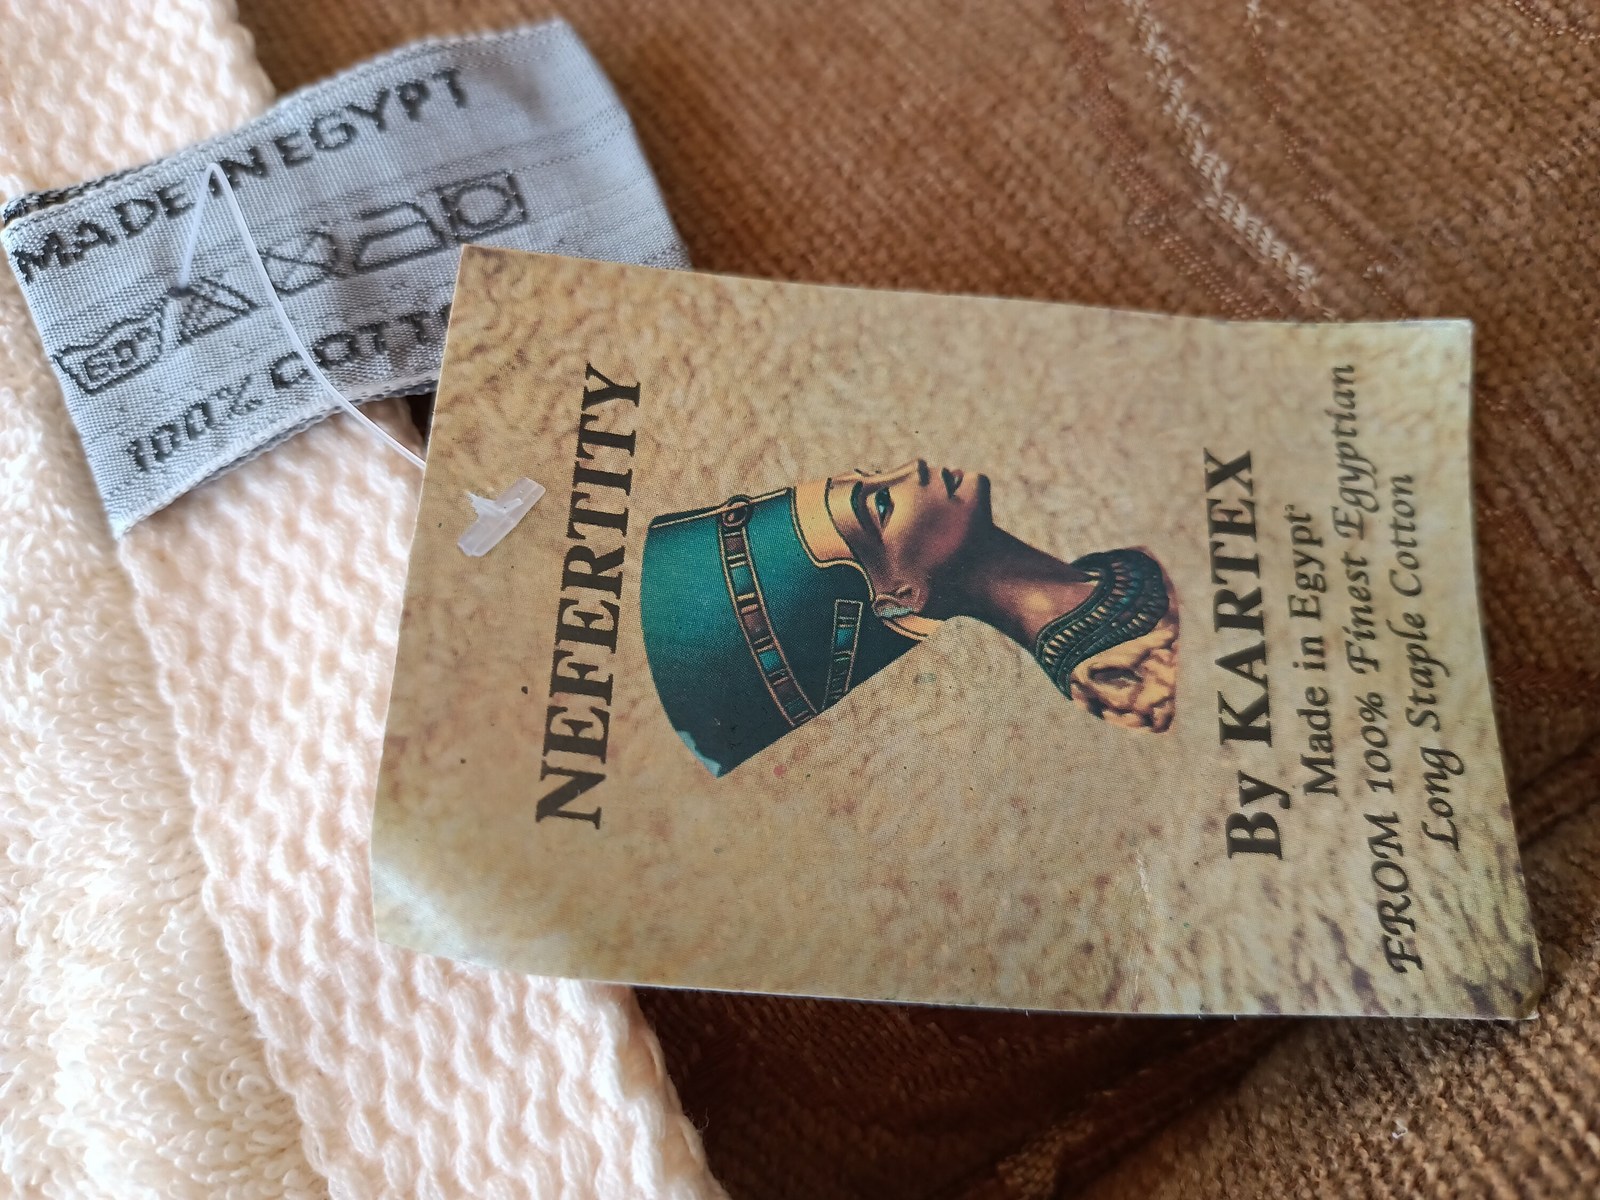 MADE IN EGYPT
60°
100% COTT
NEFERTITY
By KARTEX
Made in Egypt
FROM 100% Finest Egyptian
Long Staple Cotton